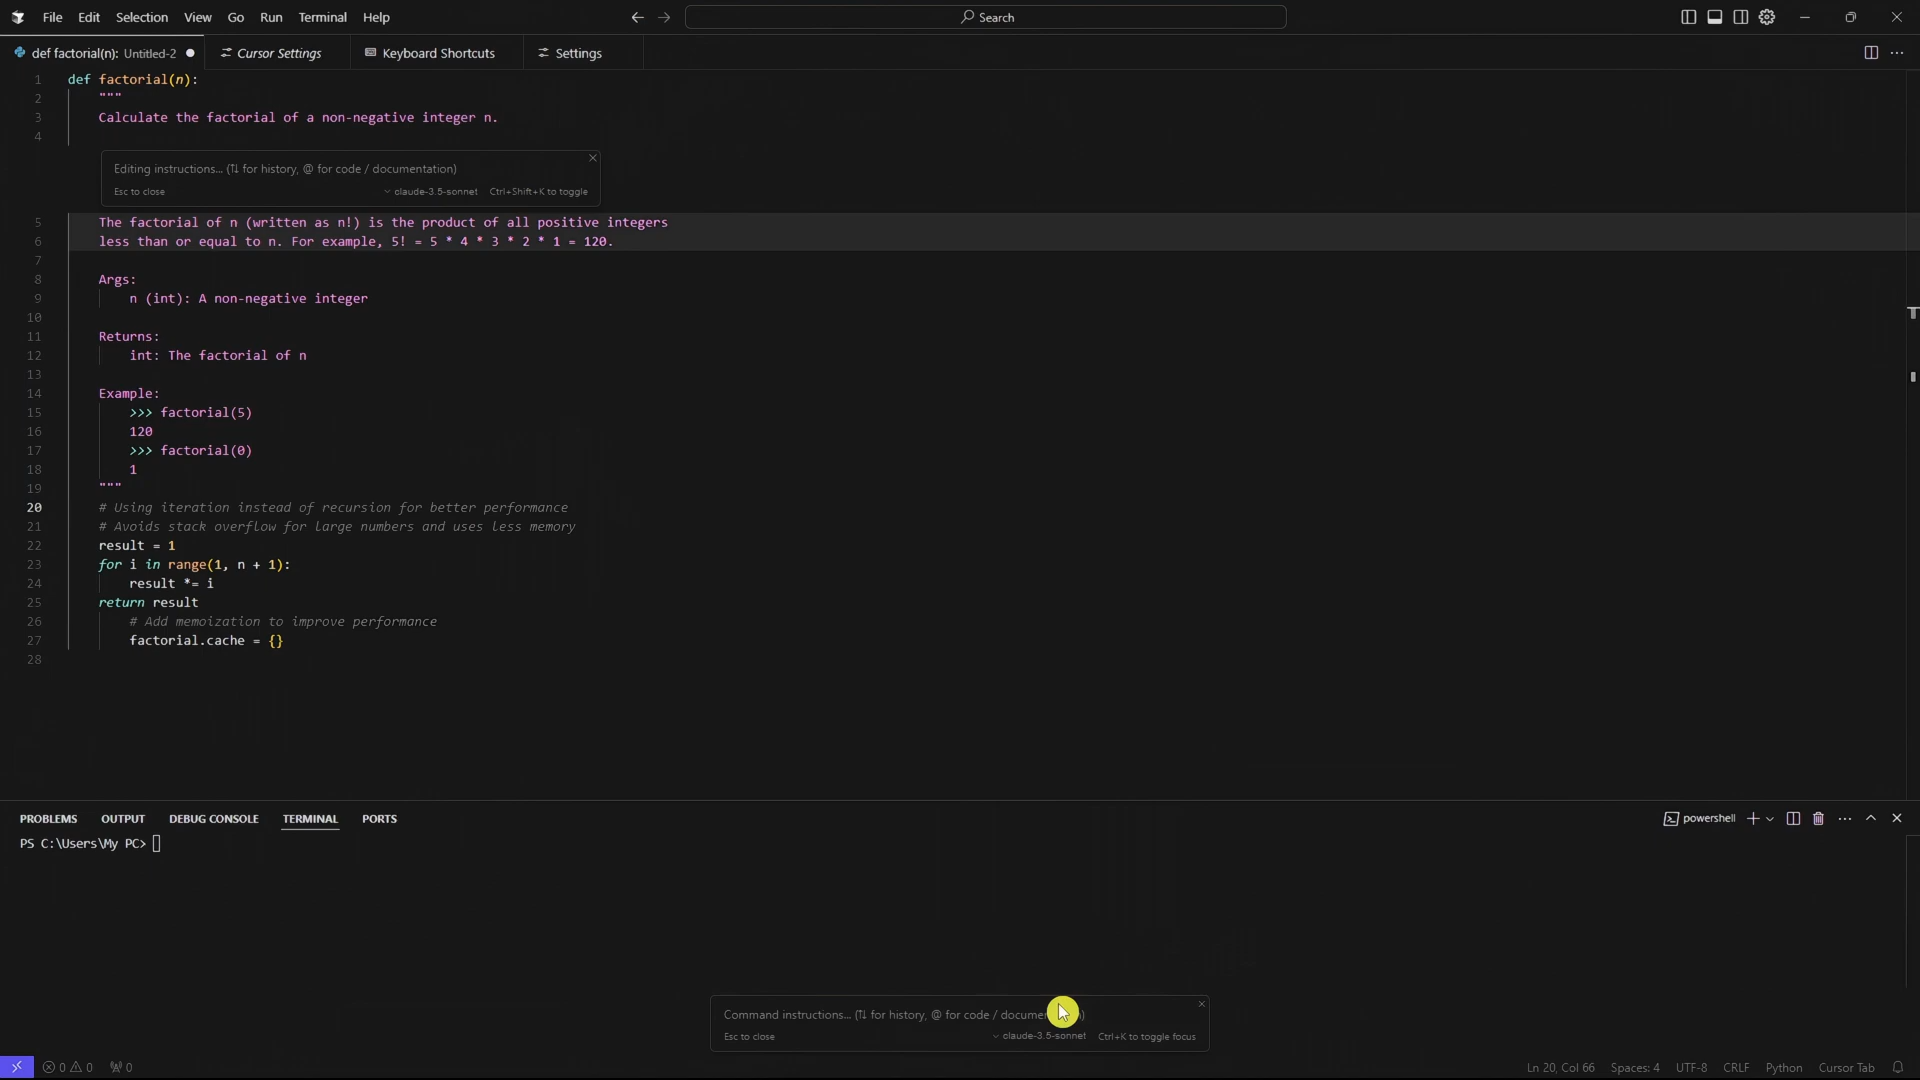 File Edit Selection View Go Run Terminal Help Search
def factorial(n): Untitled-2 Cursor Settings Keyboard Shortcuts Settings
1 def factorial(n):
2 """
3 Calculate the factorial of a non-negative integer n.
4
Editing instructions... (⇅ for history, @ for code / documentation)
Esc to close claude-3.5-sonnet Ctrl+Shift+K to toggle
5 The factorial of n (written as n!) is the product of all positive integers
6 less than or equal to n. For example, 5! = 5 * 4 * 3 * 2 * 1 = 120.
7
8 Args:
9 n (int): A non-negative integer
10
11 Returns:
12 int: The factorial of n
13
14 Example:
15 >>> factorial(5)
16 120
17 >>> factorial(0)
18 1
19 """
20 # Using iteration instead of recursion for better performance
21 # Avoids stack overflow for large numbers and uses less memory
22 result = 1
23 for i in range(1, n + 1):
24 result *= i
25 return result
26 # Add memoization to improve performance
27 factorial.cache = {}
28
PROBLEMS OUTPUT DEBUG CONSOLE TERMINAL PORTS powershell
PS C:\Users\My PC>
Command instructions... (⇅ for history, @ for code /
Esc to close claude-3.5-sonnet Ctrl+K to toggle focus
0 0 0 Ln 20, Col 66 Spaces: 4 UTF-8 CRLF Python Cursor Tab